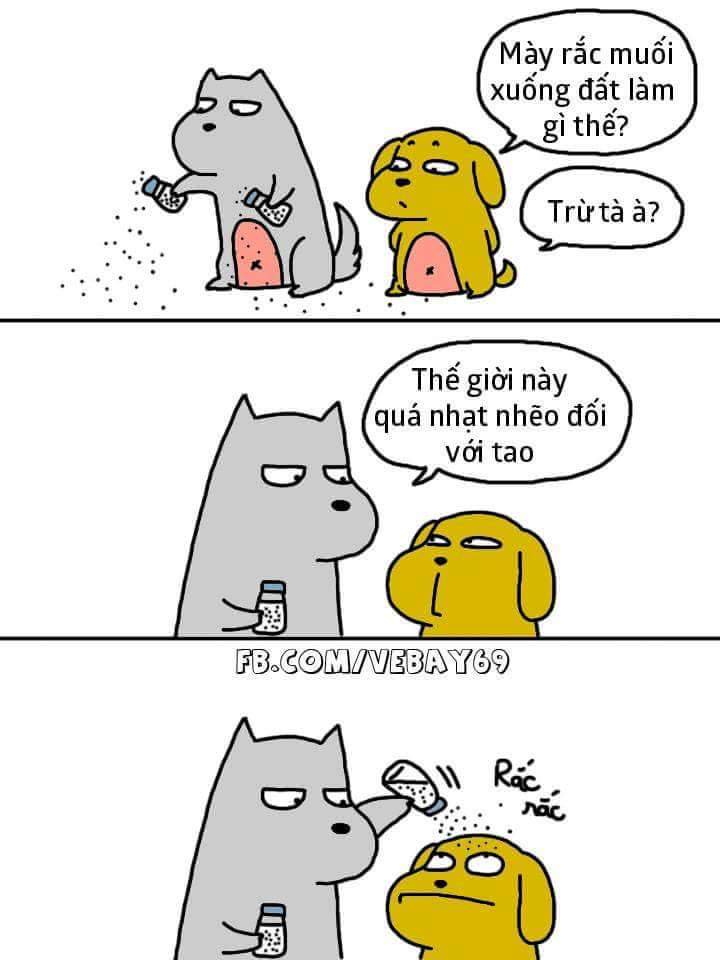 Mày rắc muối
xuống đất làm
gì thế?
Trừ tà à?
Thế giời này
quá nhạt nhẽo đối
với tao
FB.COM/VEBAY69
Rắc
rắc